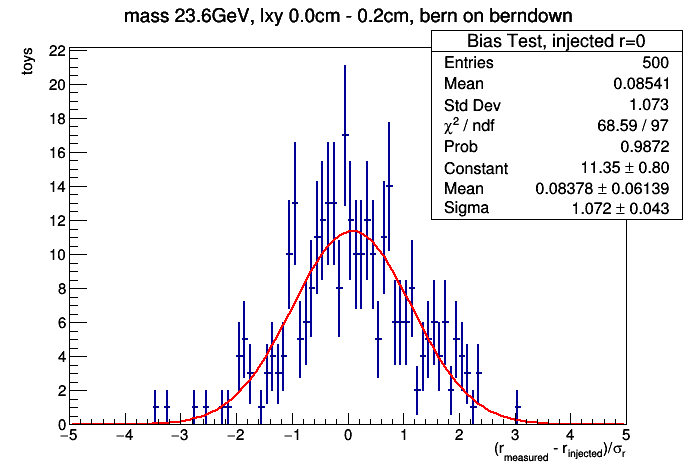 mass 23.6GeV, lxy 0.0cm - 0.2cm, bern on berndown
Bias Test, injected r=0
Entries 500
Mean 0.08541
Std Dev 1.073
χ² / ndf 68.59 / 97
Prob 0.9872
Constant 11.35 ± 0.80
Mean 0.08378 ± 0.06139
Sigma 1.072 ± 0.043
toys
22
20
18
16
14
12
10
8
6
4
2
0
−5 −4 −3 −2 −1 0 1 2 3 4 5
(r_measured - r_injected)/σ_r